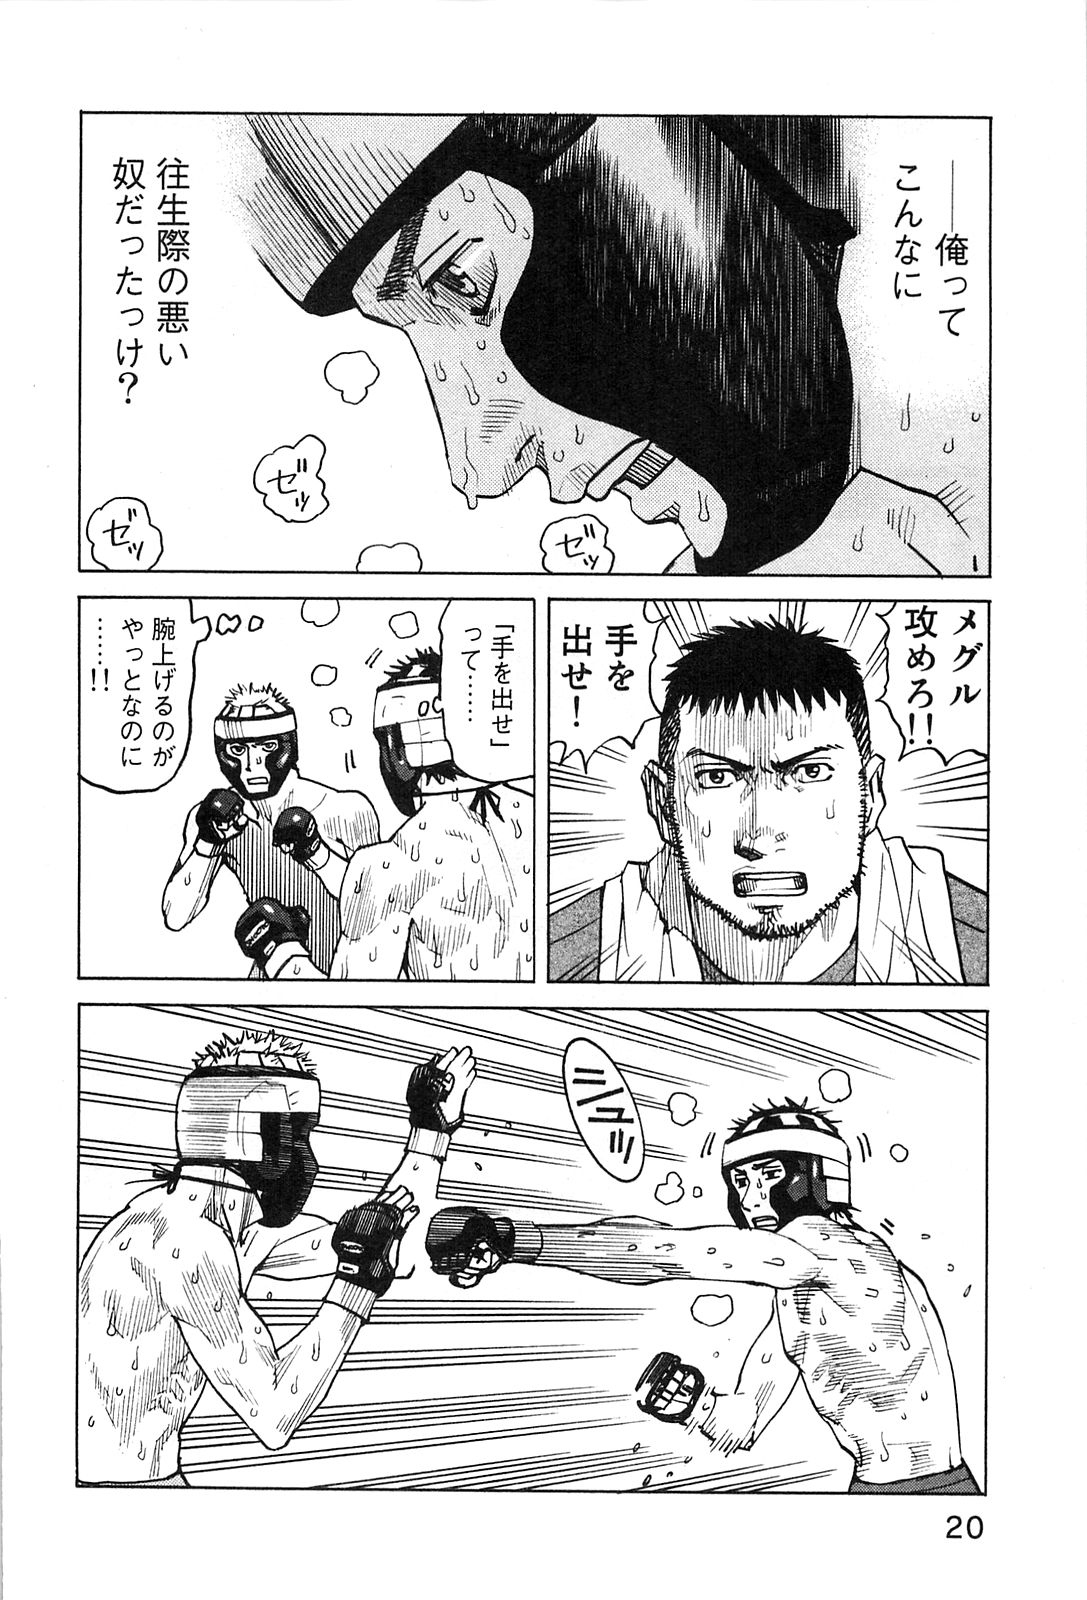 ――俺って
こんなに
往生際の悪い
奴だったっけ？
ゼッ
ゼッ
ゼッ
メグル
攻めろ!!
手を
出せ！
「手を出せ」
って……
腕上げるのが
やっとなのに
……!!
ニュッ
20